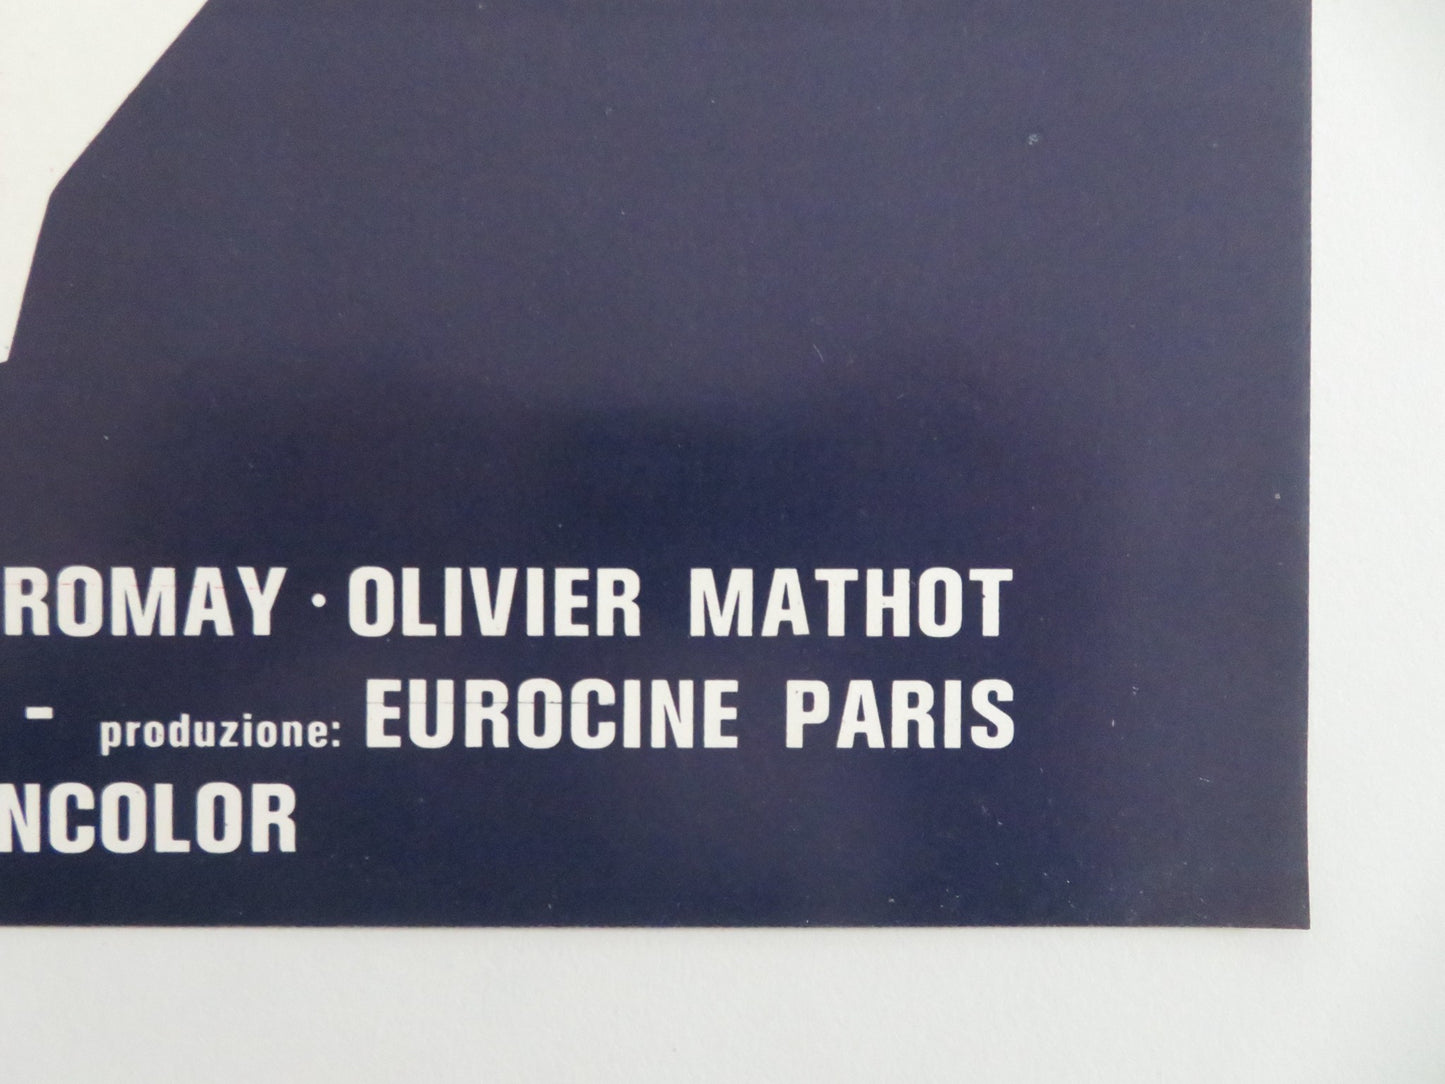 ROMAY · OLIVIER MATHOT
- produzione: EUROCINE PARIS
NCOLOR